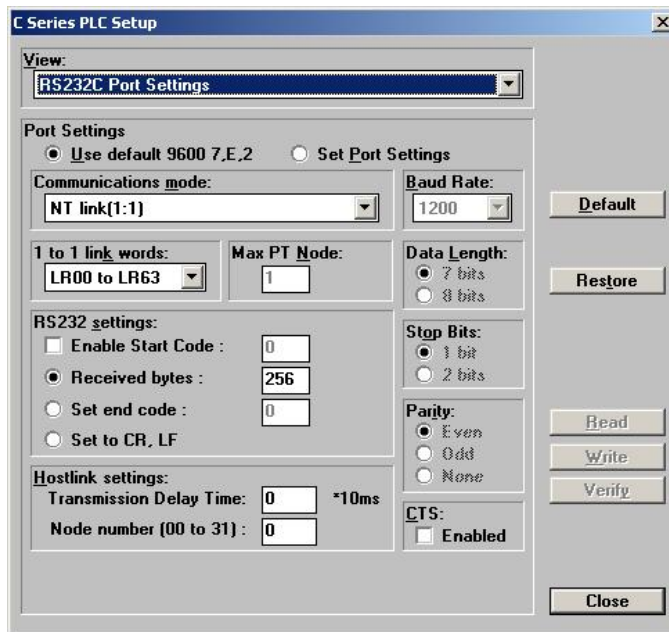 C Series PLC Setup
View:
RS232C Port Settings
Port Settings
Use default 9600 7,E,2
Set Port Settings
Communications mode:
NT link(1:1)
Baud Rate:
1200
Default
1 to 1 link words:
LR00 to LR63
Max PT Node:
1
Data Length:
7 bits
8 bits
Restore
RS232 settings:
Enable Start Code : 0
Received bytes : 256
Set end code : 0
Set to CR, LF
Stop Bits:
1 bit
2 bits
Parity:
Even
Odd
None
Read
Write
Verify
Hostlink settings:
Transmission Delay Time: 0 *10ms
Node number (00 to 31) : 0
CTS:
Enabled
Close